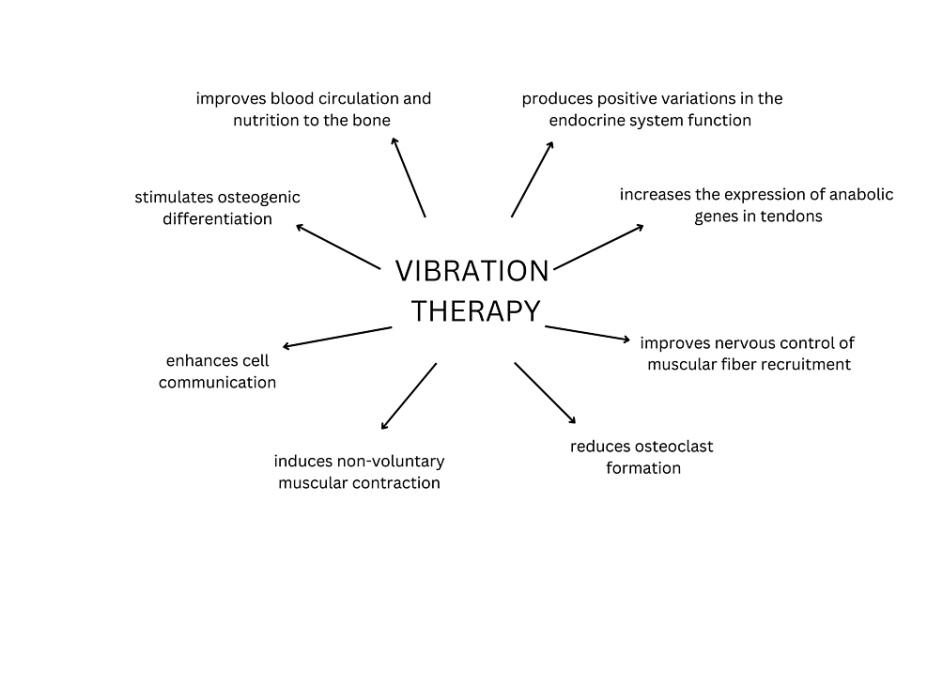 improves blood circulation and
nutrition to the bone
produces positive variations in the
endocrine system function
stimulates osteogenic
differentiation
increases the expression of anabolic
genes in tendons
VIBRATION
THERAPY
enhances cell
communication
improves nervous control of
muscular fiber recruitment
induces non-voluntary
muscular contraction
reduces osteoclast
formation